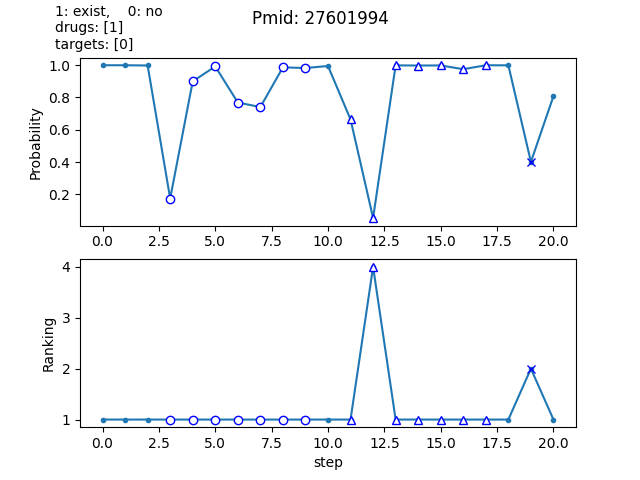 1: exist,    0: no
drugs: [1]
targets: [0]
Pmid: 27601994
Probability
1.0
0.8
0.6
0.4
0.2
0.0 2.5 5.0 7.5 10.0 12.5 15.0 17.5 20.0
Ranking
4
3
2
1
0.0 2.5 5.0 7.5 10.0 12.5 15.0 17.5 20.0
step